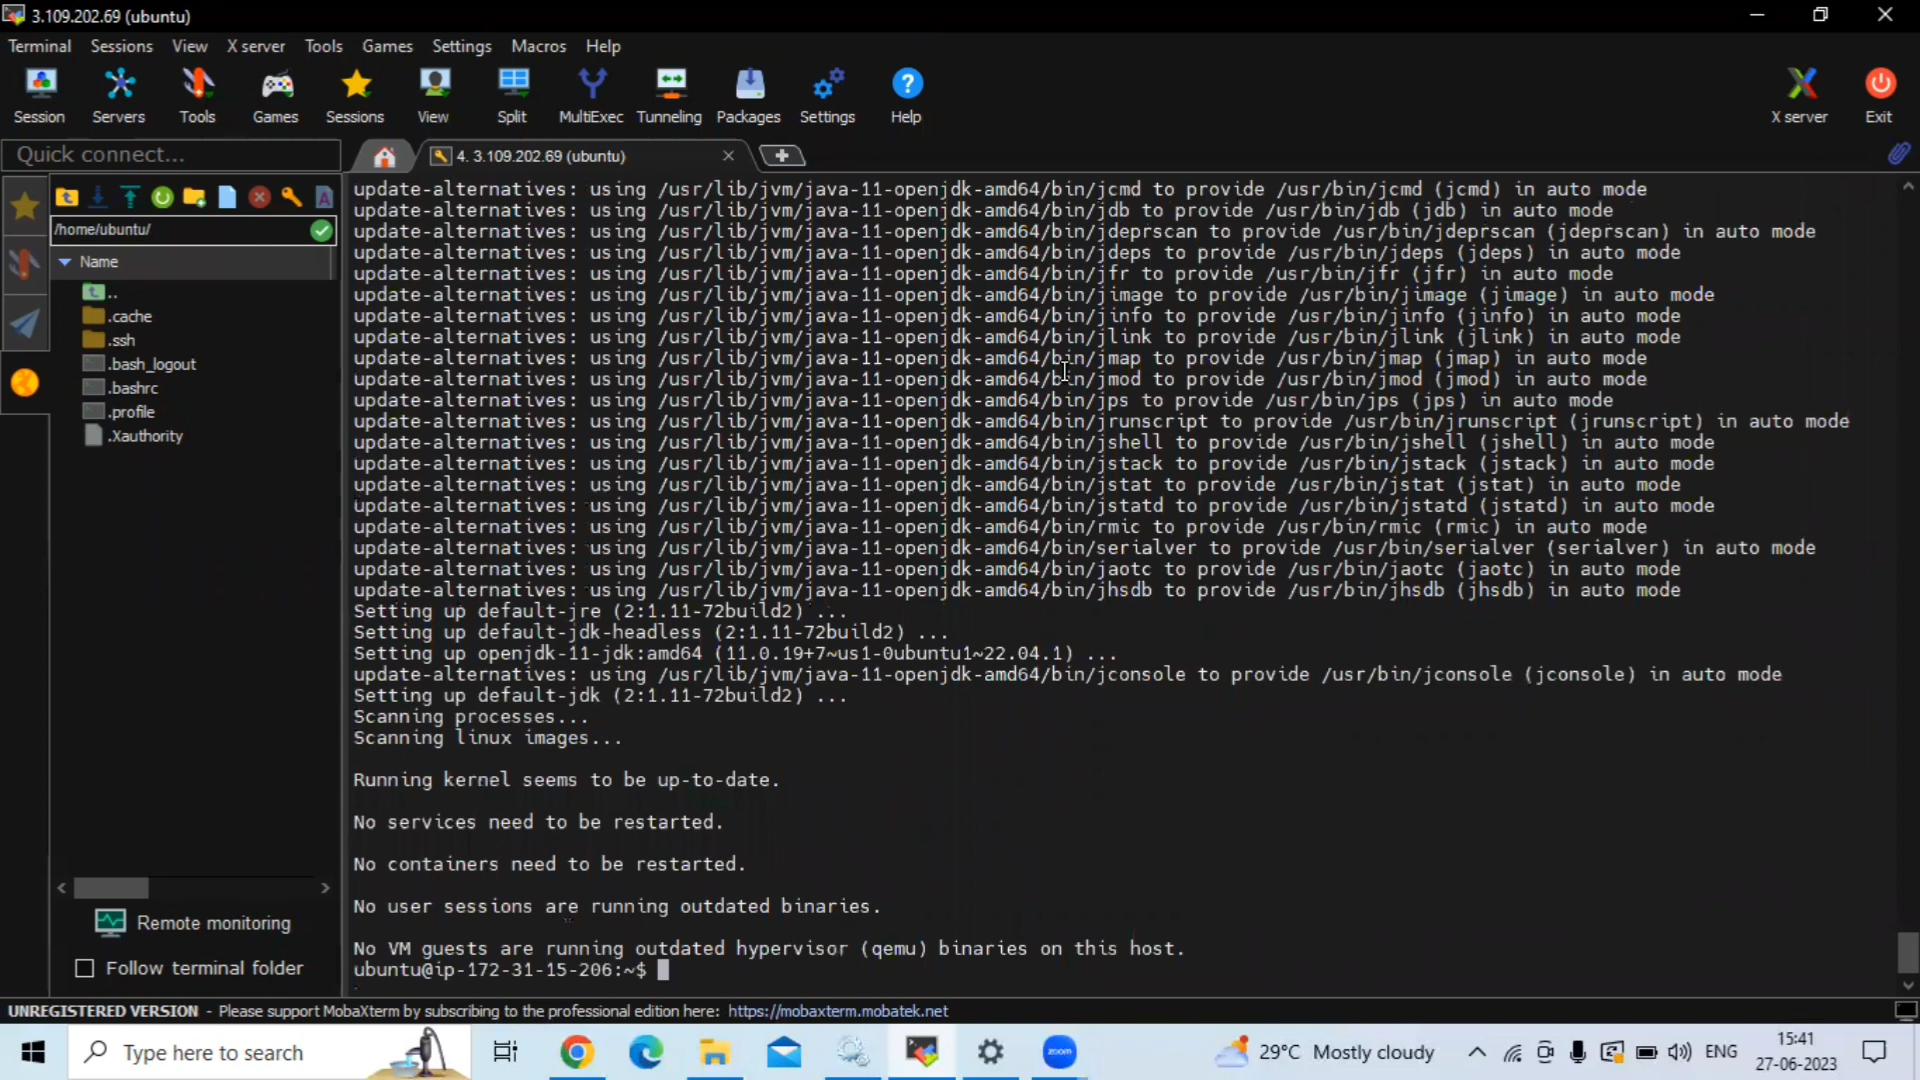 3.109.202.69 (ubuntu)
Terminal Sessions View X server Tools Games Settings Macros Help
Session Servers Tools Games Sessions View Split MultiExec Tunneling Packages Settings Help X server Exit
Quick connect...
4. 3.109.202.69 (ubuntu)
/home/ubuntu/
Name
..
.cache
.ssh
.bash_logout
.bashrc
.profile
.Xauthority
Remote monitoring
Follow terminal folder
update-alternatives: using /usr/lib/jvm/java-11-openjdk-amd64/bin/jcmd to provide /usr/bin/jcmd (jcmd) in auto mode
update-alternatives: using /usr/lib/jvm/java-11-openjdk-amd64/bin/jdb to provide /usr/bin/jdb (jdb) in auto mode
update-alternatives: using /usr/lib/jvm/java-11-openjdk-amd64/bin/jdeprscan to provide /usr/bin/jdeprscan (jdeprscan) in auto mode
update-alternatives: using /usr/lib/jvm/java-11-openjdk-amd64/bin/jdeps to provide /usr/bin/jdeps (jdeps) in auto mode
update-alternatives: using /usr/lib/jvm/java-11-openjdk-amd64/bin/jfr to provide /usr/bin/jfr (jfr) in auto mode
update-alternatives: using /usr/lib/jvm/java-11-openjdk-amd64/bin/jimage to provide /usr/bin/jimage (jimage) in auto mode
update-alternatives: using /usr/lib/jvm/java-11-openjdk-amd64/bin/jinfo to provide /usr/bin/jinfo (jinfo) in auto mode
update-alternatives: using /usr/lib/jvm/java-11-openjdk-amd64/bin/jlink to provide /usr/bin/jlink (jlink) in auto mode
update-alternatives: using /usr/lib/jvm/java-11-openjdk-amd64/bin/jmap to provide /usr/bin/jmap (jmap) in auto mode
update-alternatives: using /usr/lib/jvm/java-11-openjdk-amd64/bin/jmod to provide /usr/bin/jmod (jmod) in auto mode
update-alternatives: using /usr/lib/jvm/java-11-openjdk-amd64/bin/jps to provide /usr/bin/jps (jps) in auto mode
update-alternatives: using /usr/lib/jvm/java-11-openjdk-amd64/bin/jrunscript to provide /usr/bin/jrunscript (jrunscript) in auto mode
update-alternatives: using /usr/lib/jvm/java-11-openjdk-amd64/bin/jshell to provide /usr/bin/jshell (jshell) in auto mode
update-alternatives: using /usr/lib/jvm/java-11-openjdk-amd64/bin/jstack to provide /usr/bin/jstack (jstack) in auto mode
update-alternatives: using /usr/lib/jvm/java-11-openjdk-amd64/bin/jstat to provide /usr/bin/jstat (jstat) in auto mode
update-alternatives: using /usr/lib/jvm/java-11-openjdk-amd64/bin/jstatd to provide /usr/bin/jstatd (jstatd) in auto mode
update-alternatives: using /usr/lib/jvm/java-11-openjdk-amd64/bin/rmic to provide /usr/bin/rmic (rmic) in auto mode
update-alternatives: using /usr/lib/jvm/java-11-openjdk-amd64/bin/serialver to provide /usr/bin/serialver (serialver) in auto mode
update-alternatives: using /usr/lib/jvm/java-11-openjdk-amd64/bin/jaotc to provide /usr/bin/jaotc (jaotc) in auto mode
update-alternatives: using /usr/lib/jvm/java-11-openjdk-amd64/bin/jhsdb to provide /usr/bin/jhsdb (jhsdb) in auto mode
Setting up default-jre (2:1.11-72build2) ...
Setting up default-jdk-headless (2:1.11-72build2) ...
Setting up openjdk-11-jdk:amd64 (11.0.19+7~us1-0ubuntu1~22.04.1) ...
update-alternatives: using /usr/lib/jvm/java-11-openjdk-amd64/bin/jconsole to provide /usr/bin/jconsole (jconsole) in auto mode
Setting up default-jdk (2:1.11-72build2) ...
Scanning processes...
Scanning linux images...
Running kernel seems to be up-to-date.
No services need to be restarted.
No containers need to be restarted.
No user sessions are running outdated binaries.
No VM guests are running outdated hypervisor (qemu) binaries on this host.
ubuntu@ip-172-31-15-206:~$
UNREGISTERED VERSION - Please support MobaXterm by subscribing to the professional edition here: https://mobaxterm.mobatek.net
Type here to search
zoom
29°C Mostly cloudy
ENG
15:41
27-06-2023